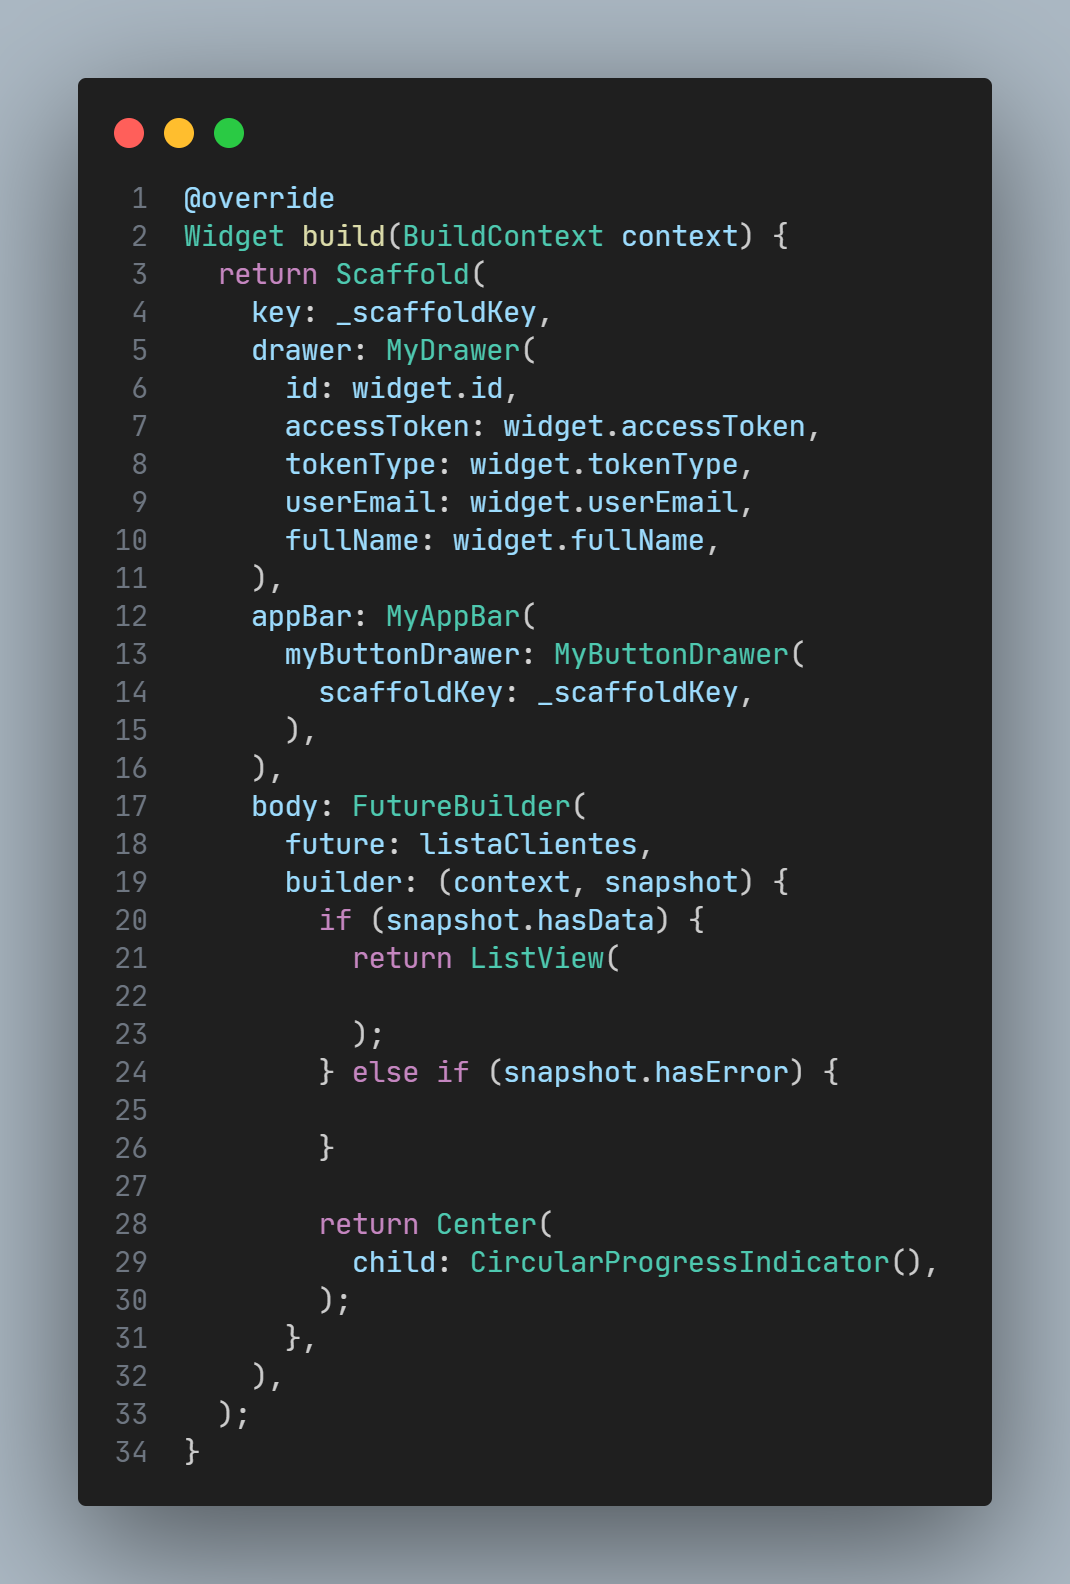 1 @override
2 Widget build(BuildContext context) {
3   return Scaffold(
4     key: _scaffoldKey,
5     drawer: MyDrawer(
6       id: widget.id,
7       accessToken: widget.accessToken,
8       tokenType: widget.tokenType,
9       userEmail: widget.userEmail,
10       fullName: widget.fullName,
11     ),
12     appBar: MyAppBar(
13       myButtonDrawer: MyButtonDrawer(
14         scaffoldKey: _scaffoldKey,
15       ),
16     ),
17     body: FutureBuilder(
18       future: listaClientes,
19       builder: (context, snapshot) {
20         if (snapshot.hasData) {
21           return ListView(
22
23           );
24         } else if (snapshot.hasError) {
25
26         }
27
28         return Center(
29           child: CircularProgressIndicator(),
30         );
31       },
32     ),
33   );
34 }